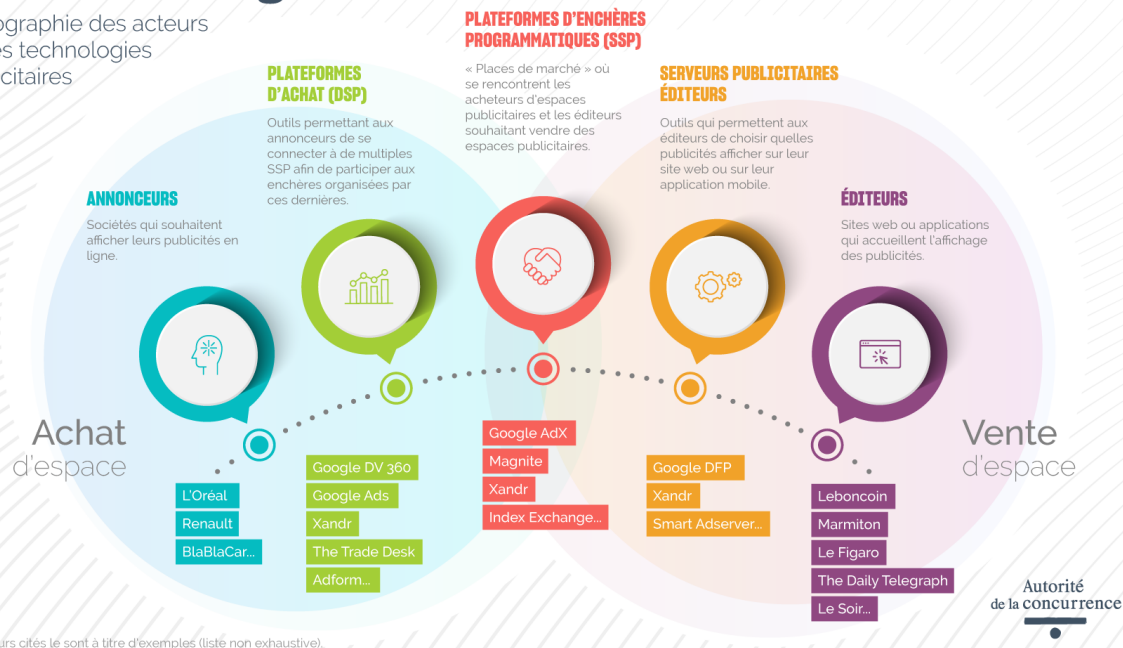 des acteurs
technologies
PLATEFORMES D'ENCHÈRES
PROGRAMMATIQUES (SSP)
« Places de marché » où
se rencontrent les
acheteurs d'espaces
publicitaires et les éditeurs
souhaitant vendre des
espaces publicitaires.
PLATEFORMES
D'ACHAT (DSP)
Outils permettant aux
annonceurs de se
connecter à de multiples
SSP afin de participer aux
enchères organisées par
ces dernières.
SERVEURS PUBLICITAIRES
ÉDITEURS
Outils qui permettent aux
éditeurs de choisir quelles
publicités afficher sur leur
site web ou sur leur
application mobile.
ANNONCEURS
Sociétés qui souhaitent
afficher leurs publicités en
ligne.
ÉDITEURS
Sites web ou applications
qui accueillent l'affichage
des publicités.
Achat
d'espace
Vente
d'espace
L'Oréal
Renault
BlaBlaCar...
Google DV 360
Google Ads
Xandr
The Trade Desk
Adform...
Google AdX
Magnite
Xandr
Index Exchange...
Google DFP
Xandr
Smart Adserver...
Leboncoin
Marmiton
Le Figaro
The Daily Telegraph
Le Soir...
Autorité
de la concurrence
cités le sont à titre d'exemples (liste non exhaustive).